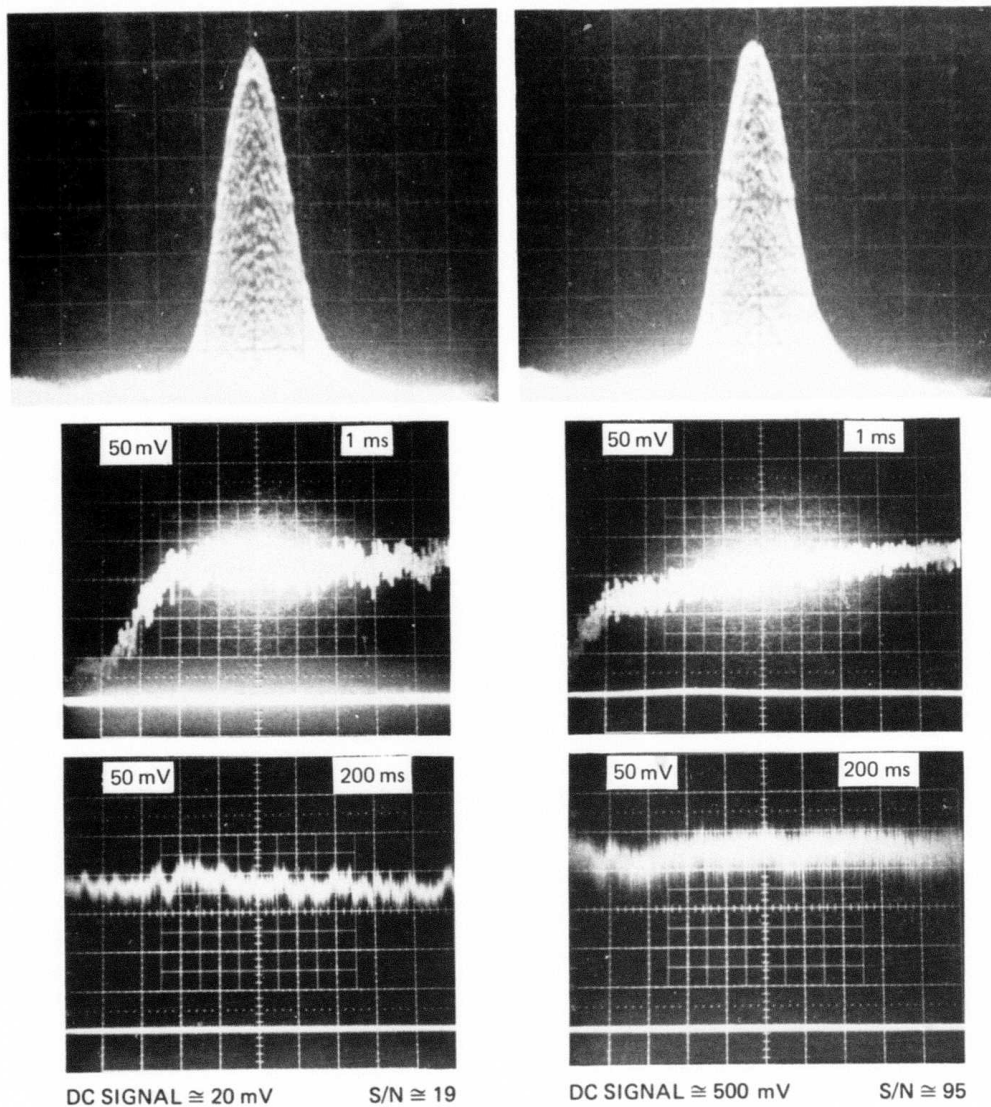 50 mV 1 ms
50 mV 1 ms
50 mV 200 ms
50 mV 200 ms
DC SIGNAL ≅ 20 mV S/N ≅ 19
DC SIGNAL ≅ 500 mV S/N ≅ 95